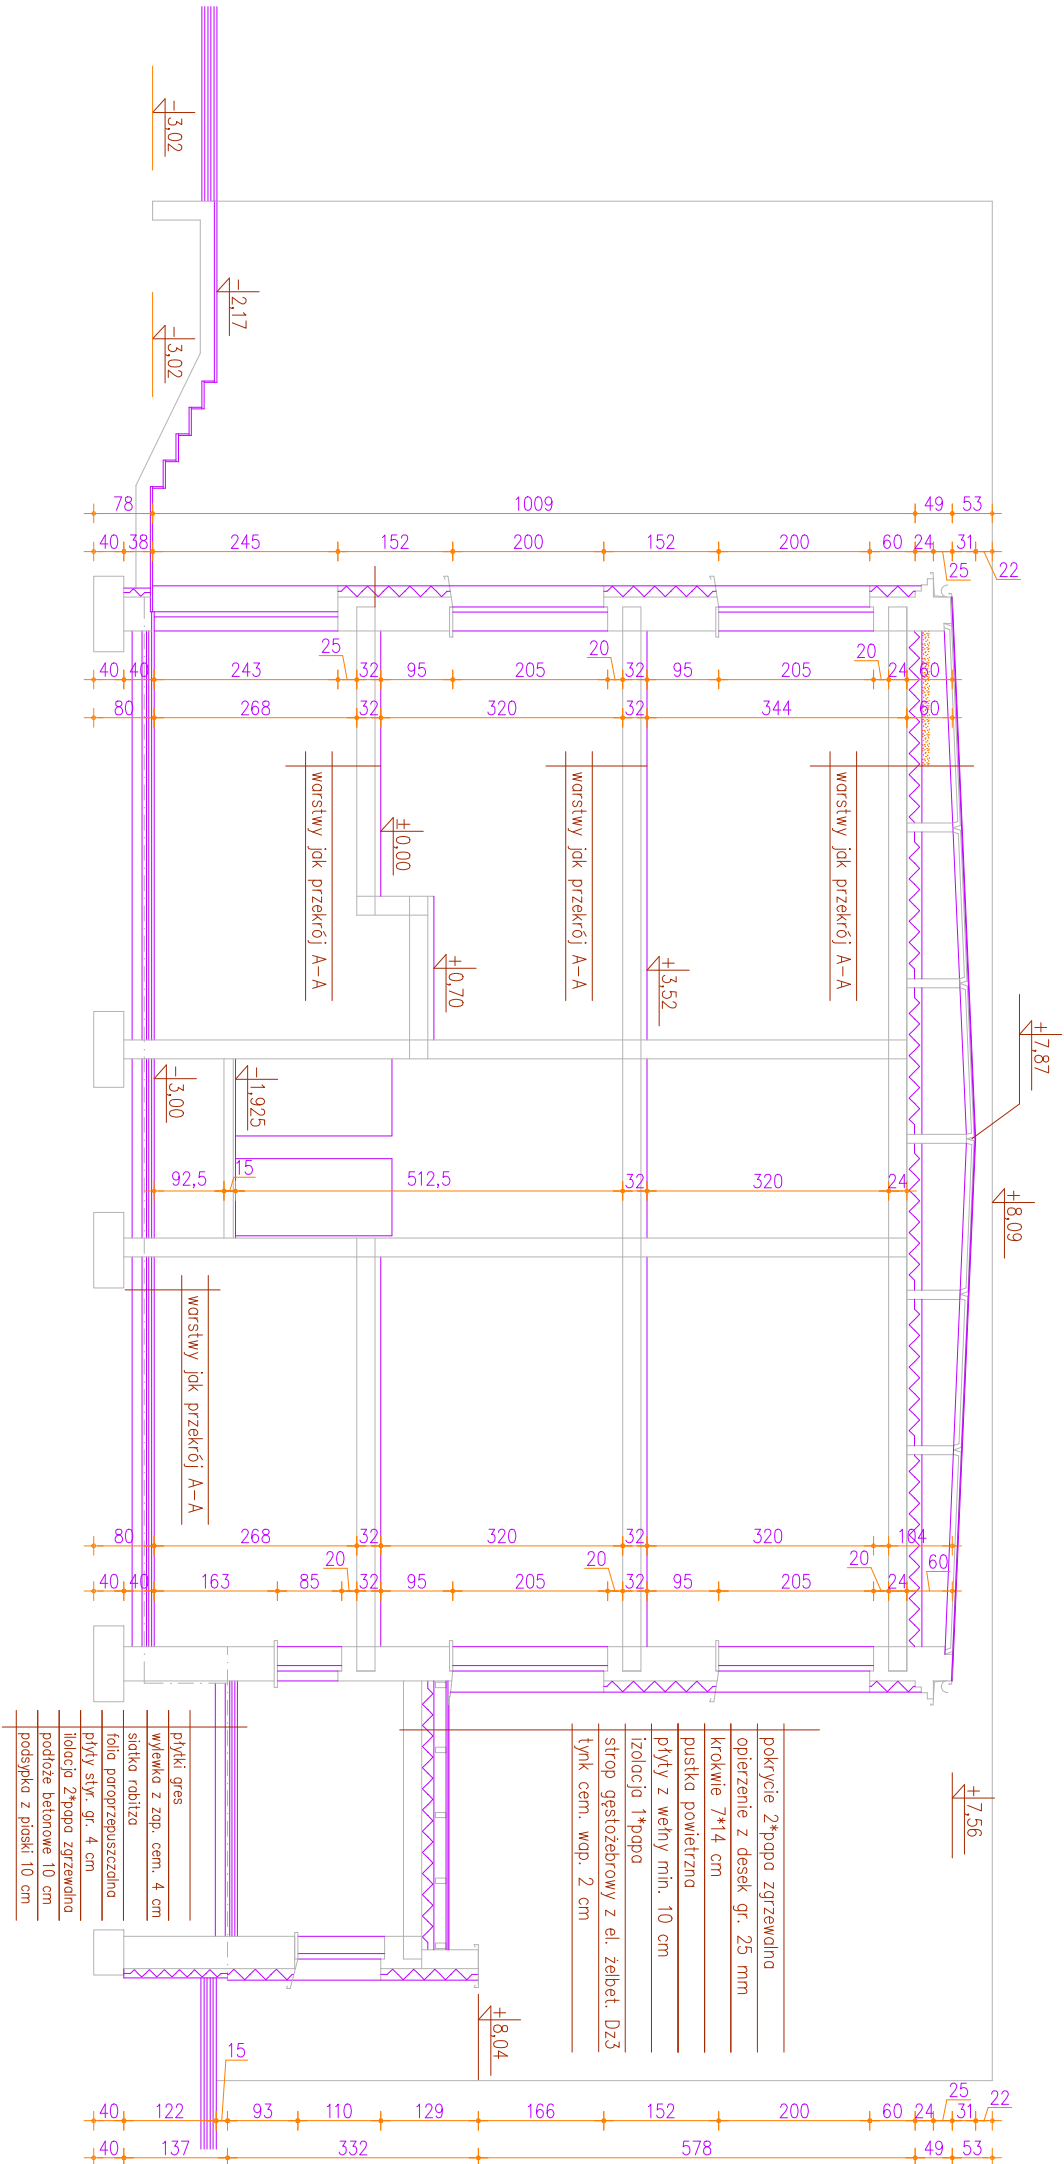 -3,02
-2,17
-3,02
78 1009 49 53
40 38 245 152 200 152 200 60 24 31
25 22
25 20 20
40 40 243 32 95 205 32 95 205 24 60
80 268 32 320 32 344 60
warstwy jak przekrój A-A
warstwy jak przekrój A-A
warstwy jak przekrój A-A
±0,00
+0,70
+3,52
+7,87
-3,00
-1,925
92,5 15 512,5 32 320 24
+8,09
warstwy jak przekrój A-A
80 268 32 320 32 320 104
20 20 20 60
40 40 163 85 32 95 205 32 95 205 24
pokrycie 2*papa zgrzewalna
opierzenie z desek gr. 25 mm
krokwie 7*14 cm
pustka powietrzna
płyty z wełny min. 10 cm
izolacja 1*papa
strop gęstożebrowy z el. żelbet. Dz3
tynk cem. wap. 2 cm
płytki gres
wylewka z zap. cem. 4 cm
siatka rabitza
folia paroprzepuszczalna
płyty styr. gr. 4 cm
ilolacja 2*papa zgrzewalna
podłoże betonowe 10 cm
podsypka z piaski 10 cm
+7,56
+8,04
15 25 22
40 122 93 110 129 166 152 200 60 24 31
40 137 332 578 49 53